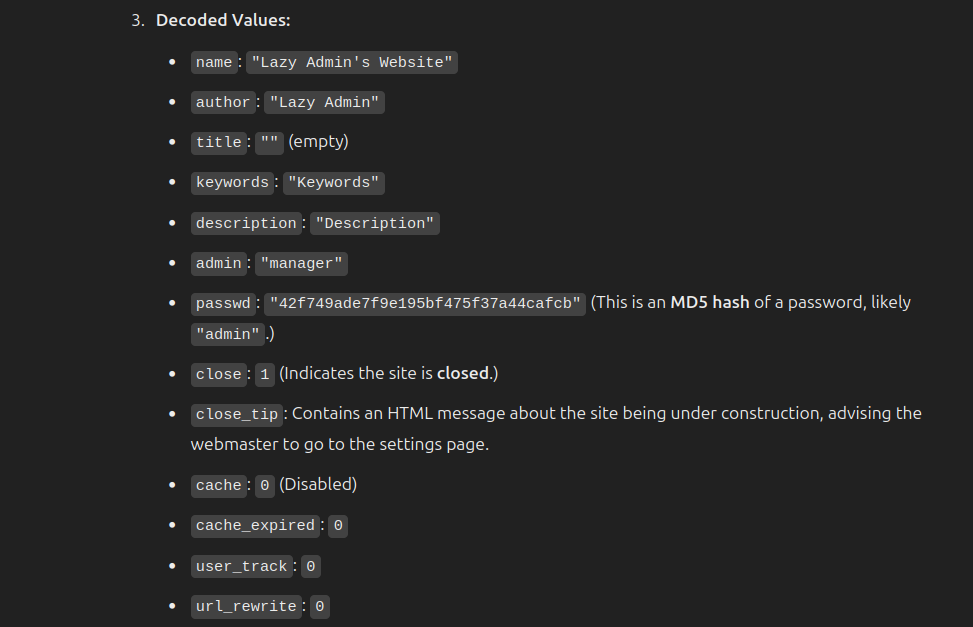 3. Decoded Values:
• name: "Lazy Admin's Website"
• author: "Lazy Admin"
• title: "" (empty)
• keywords: "Keywords"
• description: "Description"
• admin: "manager"
• passwd: "42f749ade7f9e195bf475f37a44cafcb" (This is an MD5 hash of a password, likely
"admin".)
• close: 1 (Indicates the site is closed.)
• close_tip: Contains an HTML message about the site being under construction, advising the
webmaster to go to the settings page.
• cache: 0 (Disabled)
• cache_expired: 0
• user_track: 0
• url_rewrite: 0